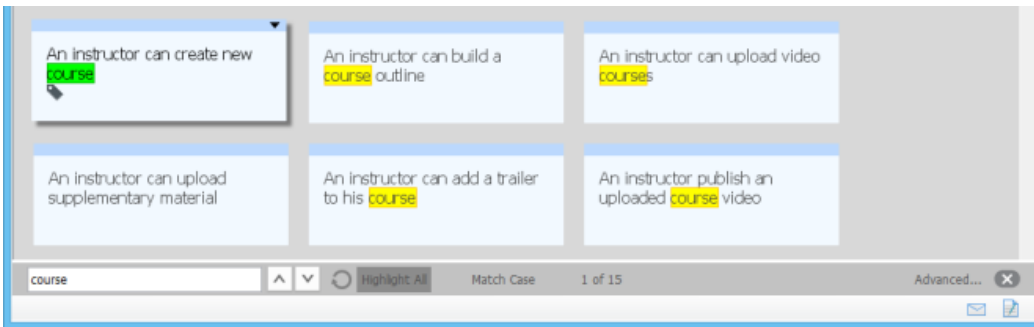 An instructor can create new
course
An instructor can build a
course outline
An instructor can upload video
courses
An instructor can upload
supplementary material
An instructor can add a trailer
to his course
An instructor publish an
uploaded course video
course
Highlight All
Match Case
1 of 15
Advanced...